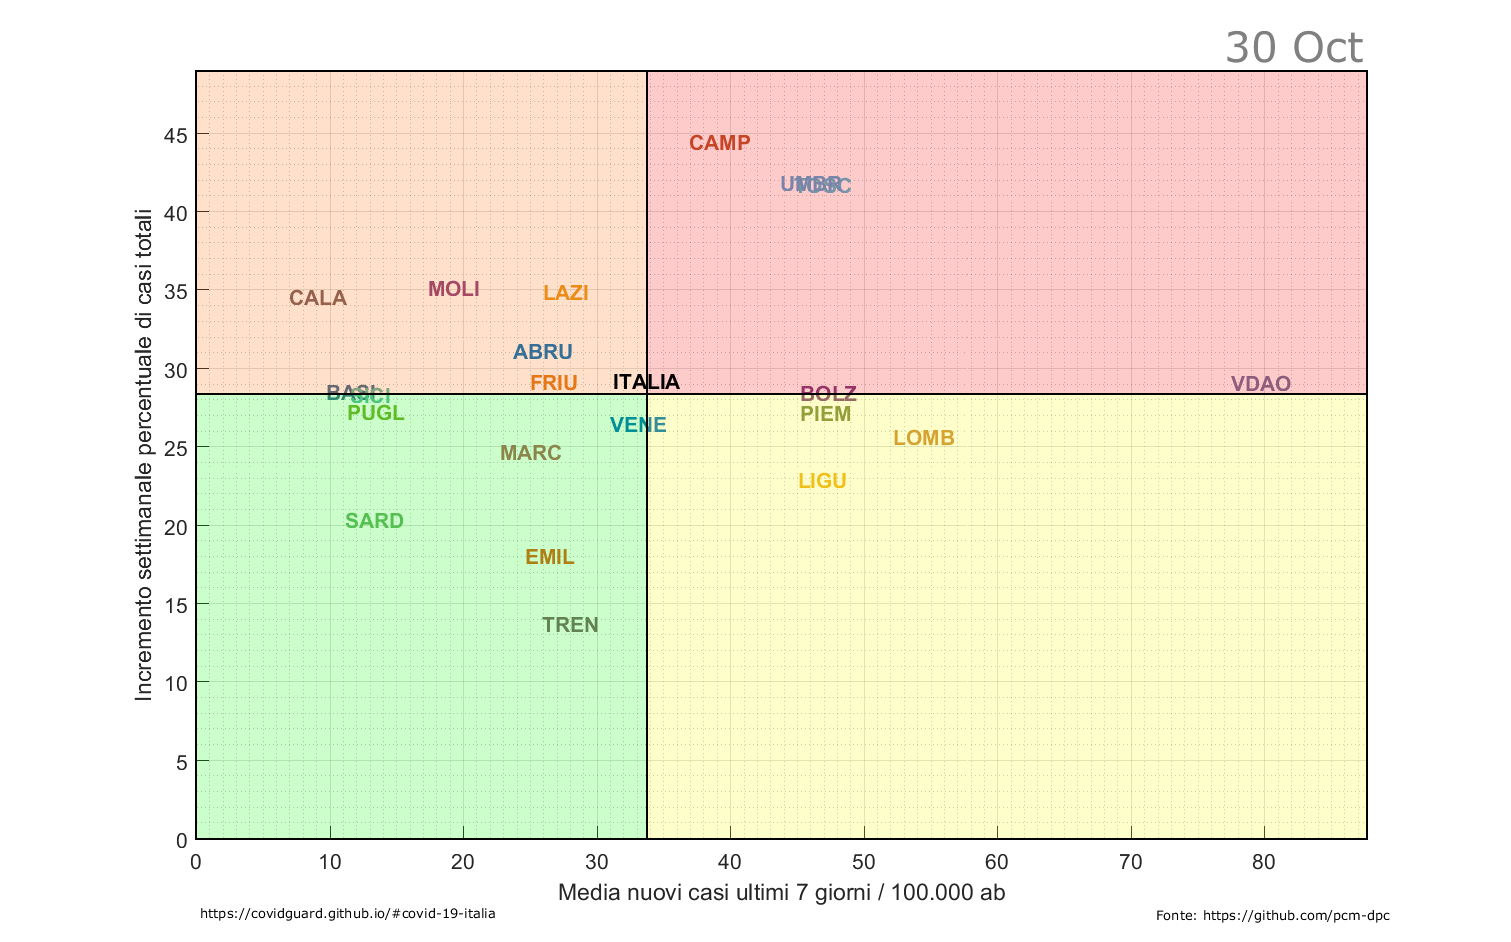 30 Oct
Incremento settimanale percentuale di casi totali
45
40
35
30
25
20
15
10
5
0
CAMP
UMBR
TOSC
CALA
MOLI
LAZI
ABRU
FRIU
ITALIA
VDAO
BASI
SICI
BOLZ
PUGL
PIEM
VENE
LOMB
MARC
LIGU
SARD
EMIL
TREN
0 10 20 30 40 50 60 70 80
Media nuovi casi ultimi 7 giorni / 100.000 ab
https://covidguard.github.io/#covid-19-italia
Fonte: https://github.com/pcm-dpc